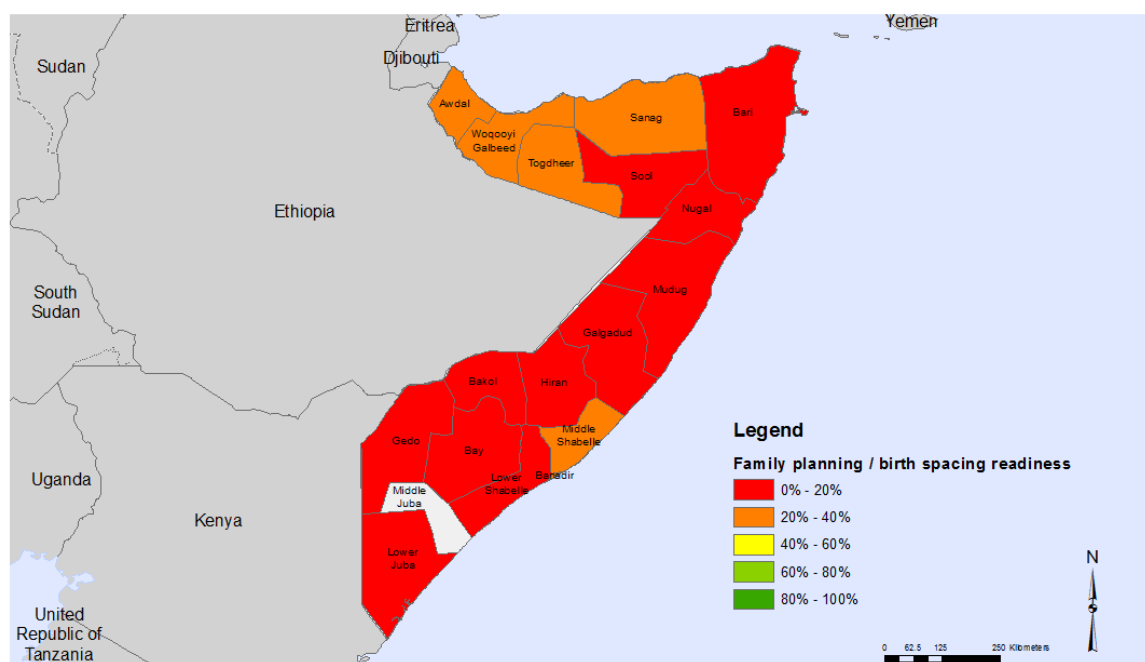 Eritrea
Yemen
Djibouti
Sudan
Awdal
Sanag
Bari
Woqooyi
Galbeed
Togdheer
Sool
Ethiopia
Nugal
South
Sudan
Mudug
Galgadud
Bakol
Hiran
Middle
Shabelle
Gedo
Bay
Uganda
Lower
Shabelle
Banadir
Middle
Juba
Kenya
Lower
Juba
United
Republic of
Tanzania
Legend
Family planning / birth spacing readiness
0% - 20%
20% - 40%
40% - 60%
60% - 80%
80% - 100%
N
0 62.5 125 250 Kilometers